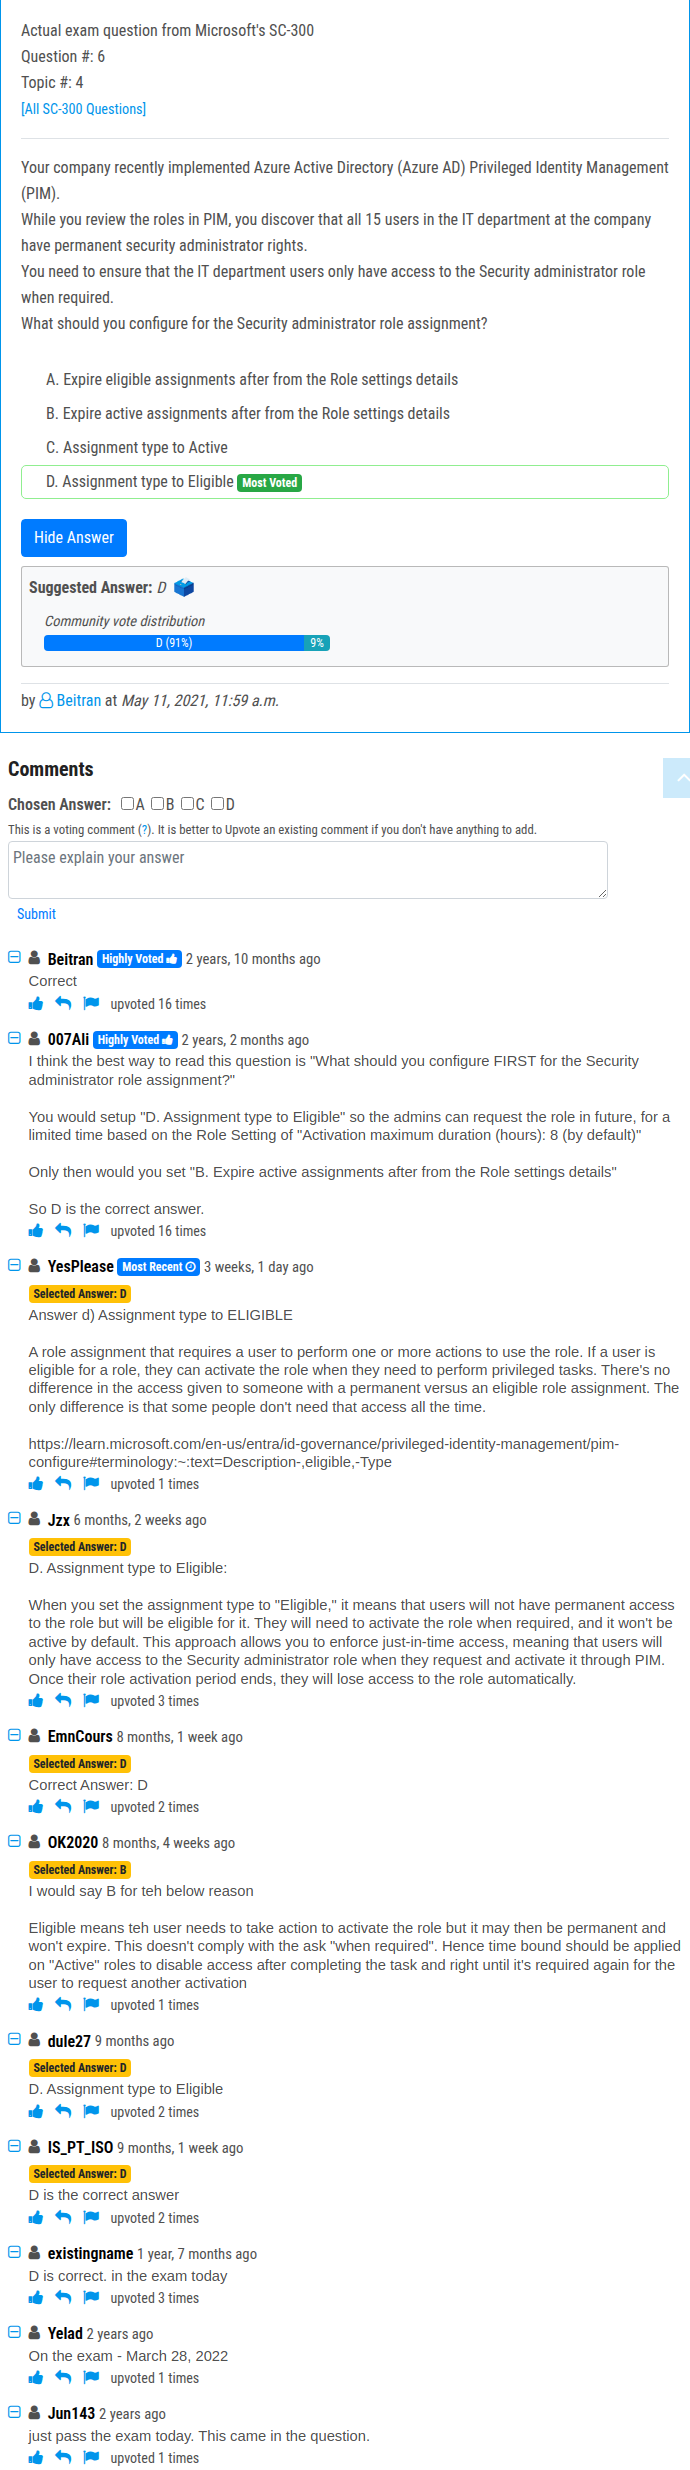 Actual exam question from Microsoft's SC-300
Question #: 6
Topic #: 4
[All SC-300 Questions]
Your company recently implemented Azure Active Directory (Azure AD) Privileged Identity Management
(PIM).
While you review the roles in PIM, you discover that all 15 users in the IT department at the company
have permanent security administrator rights.
You need to ensure that the IT department users only have access to the Security administrator role
when required.
What should you configure for the Security administrator role assignment?
A. Expire eligible assignments after from the Role settings details
B. Expire active assignments after from the Role settings details
C. Assignment type to Active
D. Assignment type to Eligible Most Voted
Hide Answer
Suggested Answer: D
Community vote distribution
D (91%) 9%
by Beitran at May 11, 2021, 11:59 a.m.
Comments
Chosen Answer: A B C D
This is a voting comment (?). It is better to Upvote an existing comment if you don't have anything to add.
Please explain your answer
Submit
Beitran Highly Voted 2 years, 10 months ago
Correct
upvoted 16 times
007Ali Highly Voted 2 years, 2 months ago
I think the best way to read this question is "What should you configure FIRST for the Security
administrator role assignment?"
You would setup "D. Assignment type to Eligible" so the admins can request the role in future, for a
limited time based on the Role Setting of "Activation maximum duration (hours): 8 (by default)"
Only then would you set "B. Expire active assignments after from the Role settings details"
So D is the correct answer.
upvoted 16 times
YesPlease Most Recent 3 weeks, 1 day ago
Selected Answer: D
Answer d) Assignment type to ELIGIBLE
A role assignment that requires a user to perform one or more actions to use the role. If a user is
eligible for a role, they can activate the role when they need to perform privileged tasks. There's no
difference in the access given to someone with a permanent versus an eligible role assignment. The
only difference is that some people don't need that access all the time.
https://learn.microsoft.com/en-us/entra/id-governance/privileged-identity-management/pim-
configure#terminology:~:text=Description-,eligible,-Type
upvoted 1 times
Jzx 6 months, 2 weeks ago
Selected Answer: D
D. Assignment type to Eligible:
When you set the assignment type to "Eligible," it means that users will not have permanent access
to the role but will be eligible for it. They will need to activate the role when required, and it won't be
active by default. This approach allows you to enforce just-in-time access, meaning that users will
only have access to the Security administrator role when they request and activate it through PIM.
Once their role activation period ends, they will lose access to the role automatically.
upvoted 3 times
EmnCours 8 months, 1 week ago
Selected Answer: D
Correct Answer: D
upvoted 2 times
OK2020 8 months, 4 weeks ago
Selected Answer: B
I would say B for teh below reason
Eligible means teh user needs to take action to activate the role but it may then be permanent and
won't expire. This doesn't comply with the ask "when required". Hence time bound should be applied
on "Active" roles to disable access after completing the task and right until it's required again for the
user to request another activation
upvoted 1 times
dule27 9 months ago
Selected Answer: D
D. Assignment type to Eligible
upvoted 2 times
IS_PT_ISO 9 months, 1 week ago
Selected Answer: D
D is the correct answer
upvoted 2 times
existingname 1 year, 7 months ago
D is correct. in the exam today
upvoted 3 times
Yelad 2 years ago
On the exam - March 28, 2022
upvoted 1 times
Jun143 2 years ago
just pass the exam today. This came in the question.
upvoted 1 times